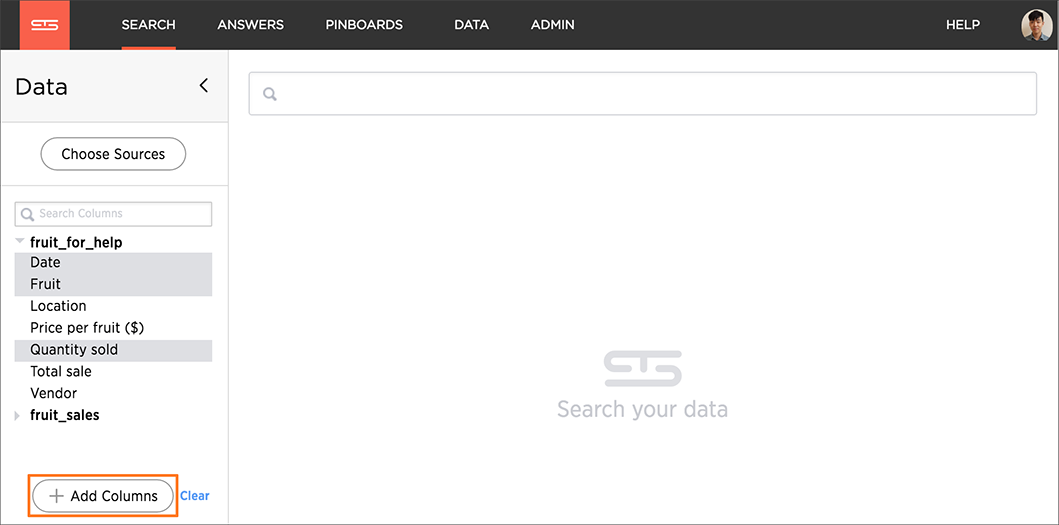 SEARCH ANSWERS PINBOARDS DATA ADMIN HELP
Data
Choose Sources
Search Columns
fruit_for_help
Date
Fruit
Location
Price per fruit ($)
Quantity sold
Total sale
Vendor
fruit_sales
Search your data
Add Columns Clear